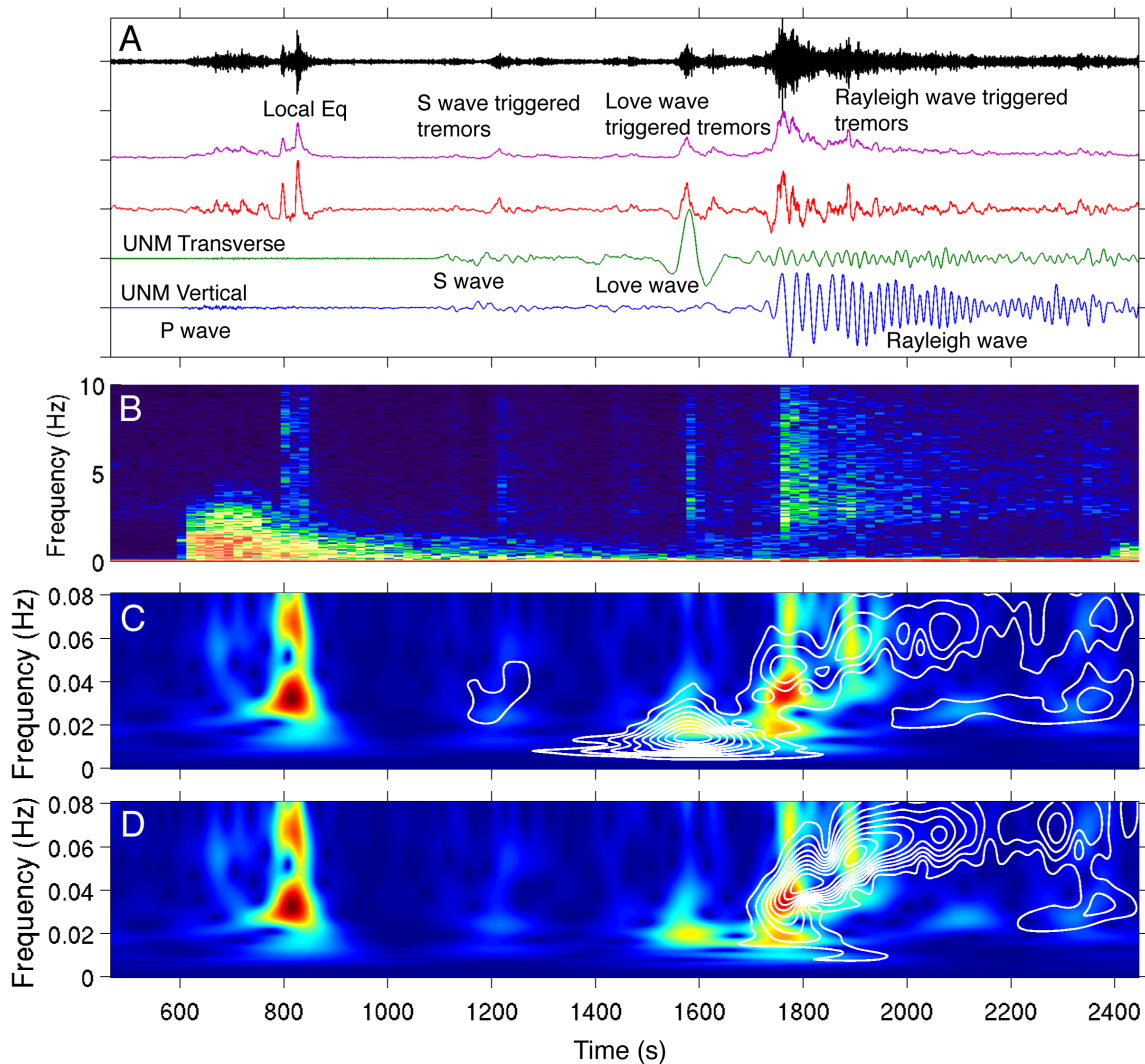 A
Local Eq
S wave triggered
tremors
Love wave
triggered tremors
Rayleigh wave triggered
tremors
UNM Transverse
S wave
Love wave
UNM Vertical
P wave
Rayleigh wave
B
10
5
0
Frequency (Hz)
C
0.08
0.06
0.04
0.02
0
Frequency (Hz)
D
0.08
0.06
0.04
0.02
0
Frequency (Hz)
600 800 1000 1200 1400 1600 1800 2000 2200 2400
Time (s)